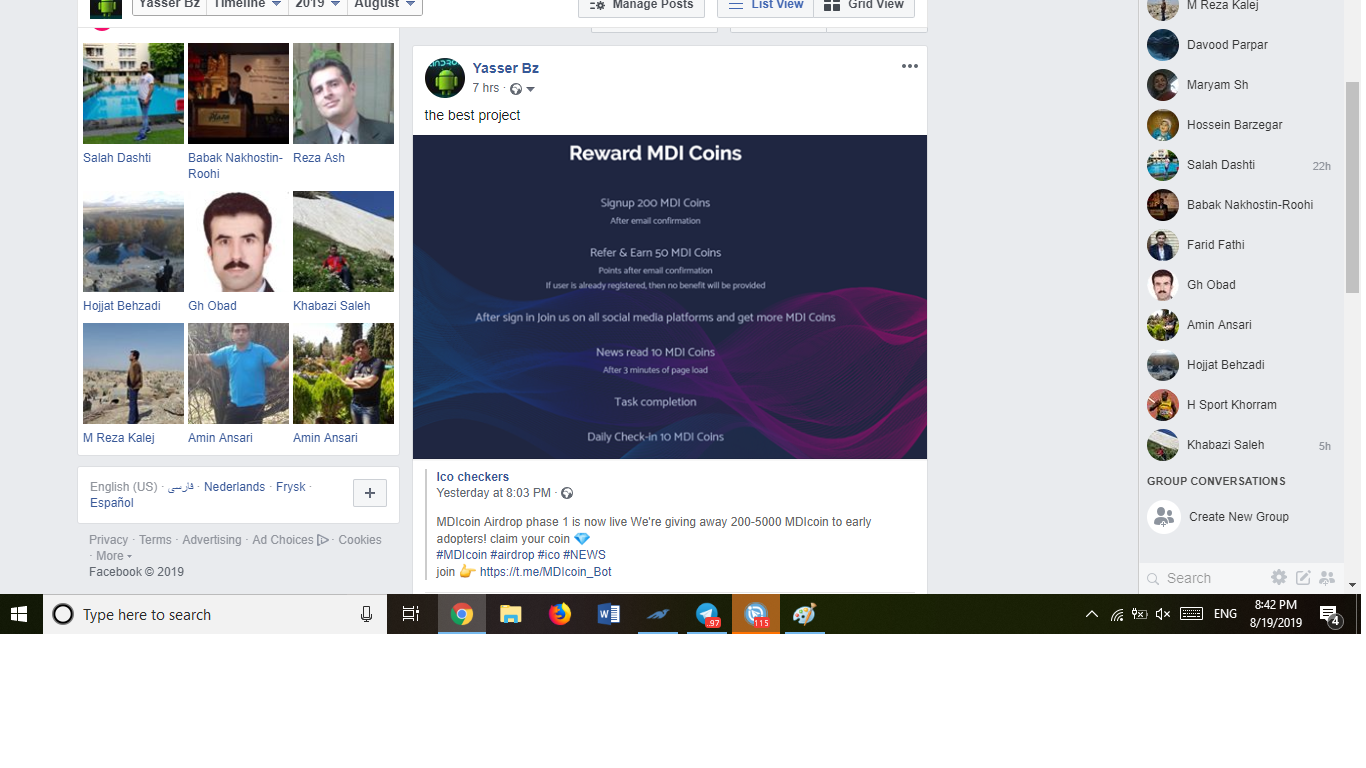 Yasser Bz Timeline 2019 August
Manage Posts List View Grid View
Salah Dashti
Babak Nakhostin-
Roohi
Reza Ash
Hojjat Behzadi
Gh Obad
Khabazi Saleh
M Reza Kalej
Amin Ansari
Amin Ansari
English (US) · فارسی · Nederlands · Frysk ·
Español
Privacy · Terms · Advertising · Ad Choices · Cookies
· More
Facebook © 2019
Yasser Bz
7 hrs ·
the best project
Reward MDI Coins
Signup 200 MDI Coins
After email confirmation
Refer & Earn 50 MDI Coins
Points after email confirmation
If user is already registered, then no benefit will be provided
After sign in Join us on all social media platforms and get more MDI Coins
News read 10 MDI Coins
After 3 minutes of page load
Task completion
Daily Check-in 10 MDI Coins
Ico checkers
Yesterday at 8:03 PM ·
MDIcoin Airdrop phase 1 is now live We're giving away 200-5000 MDIcoin to early
adopters! claim your coin 💎
#MDIcoin #airdrop #ico #NEWS
join 👉 https://t.me/MDIcoin_Bot
M Reza Kalej
Davood Parpar
Maryam Sh
Hossein Barzegar
Salah Dashti 22h
Babak Nakhostin-Roohi
Farid Fathi
Gh Obad
Amin Ansari
Hojjat Behzadi
H Sport Khorram
Khabazi Saleh 5h
GROUP CONVERSATIONS
Create New Group
Search
Type here to search
97
115
ENG
8:42 PM
8/19/2019
4